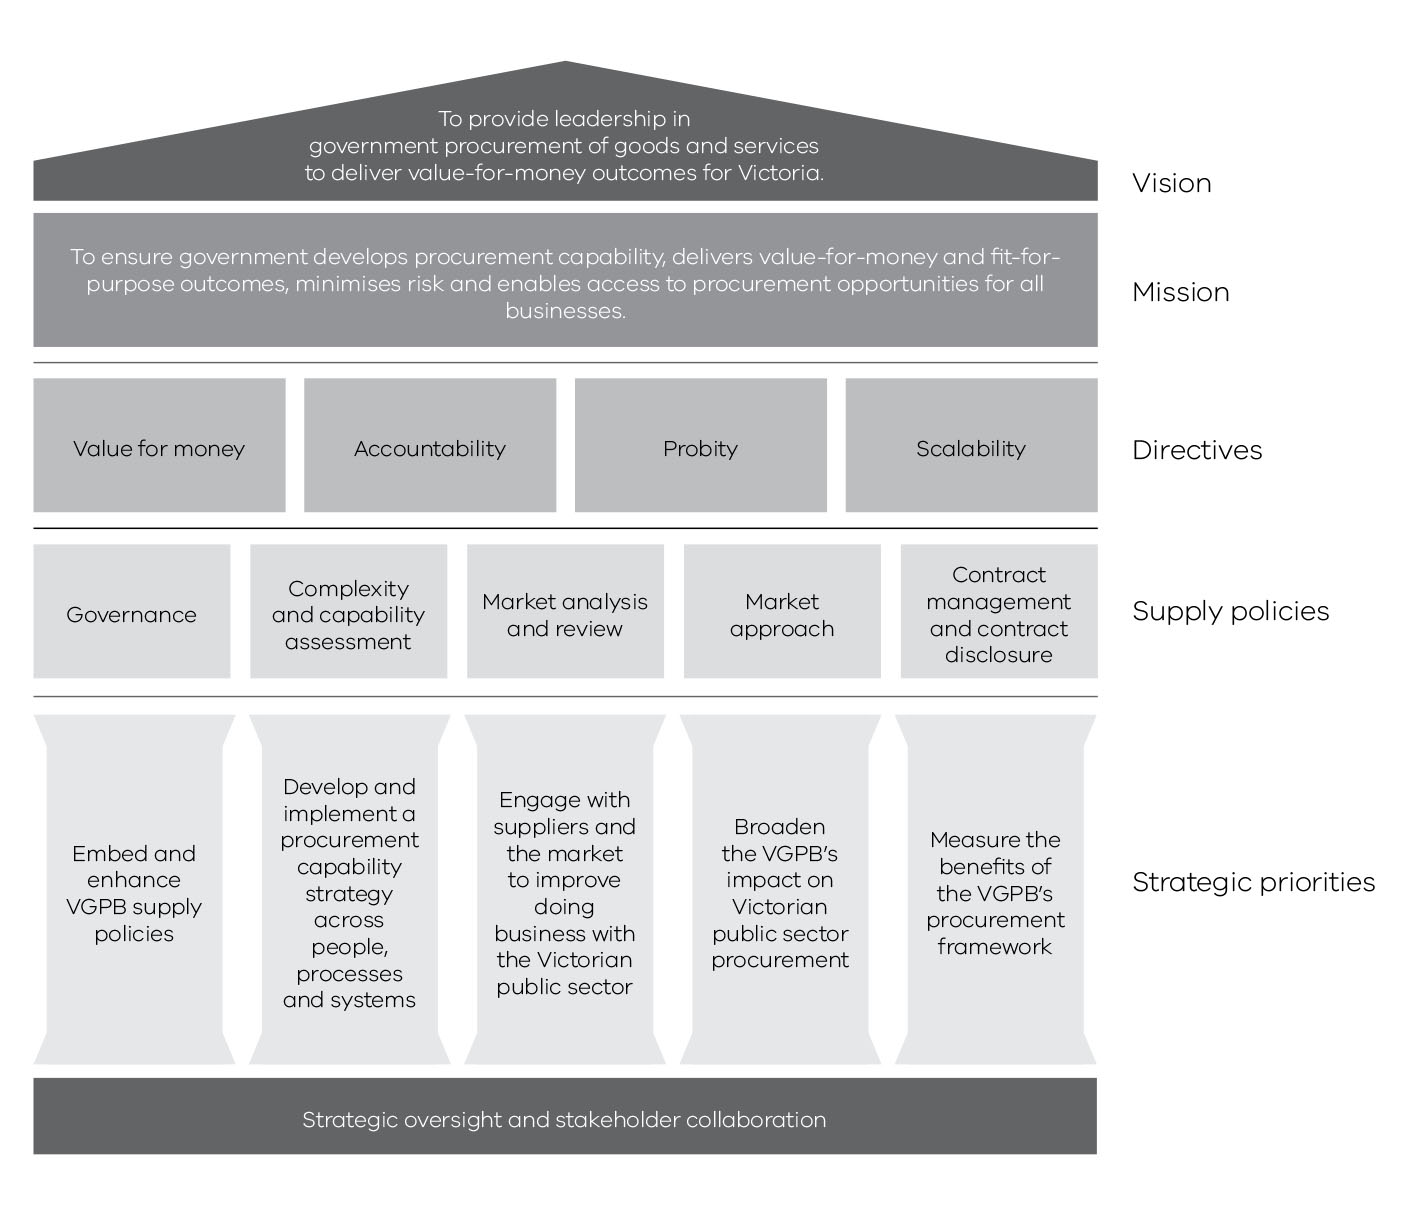 To provide leadership in
government procurement of goods and services
to deliver value-for-money outcomes for Victoria.
Vision
To ensure government develops procurement capability, delivers value-for-money and fit-for-
purpose outcomes, minimises risk and enables access to procurement opportunities for all
businesses.
Mission
Value for money
Accountability
Probity
Scalability
Directives
Governance
Complexity
and capability
assessment
Market analysis
and review
Market
approach
Contract
management
and contract
disclosure
Supply policies
Embed and
enhance
VGPB supply
policies
Develop and
implement a
procurement
capability
strategy
across
people,
processes
and systems
Engage with
suppliers and
the market
to improve
doing
business with
the Victorian
public sector
Broaden
the VGPB’s
impact on
Victorian
public sector
procurement
Measure the
benefits of
the VGPB’s
procurement
framework
Strategic priorities
Strategic oversight and stakeholder collaboration